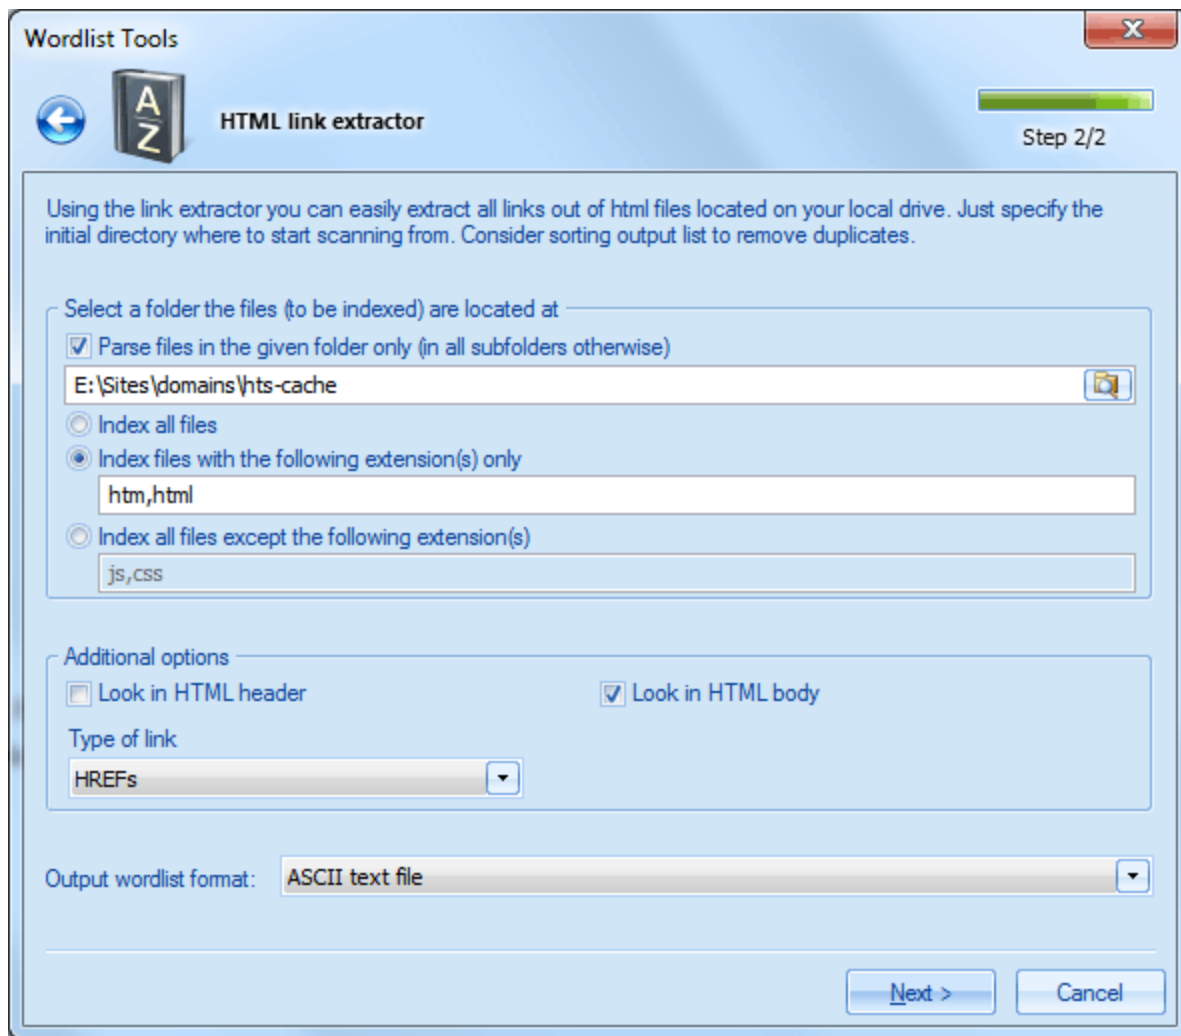 Wordlist Tools
X
A
Z
HTML link extractor
Step 2/2
Using the link extractor you can easily extract all links out of html files located on your local drive. Just specify the
initial directory where to start scanning from. Consider sorting output list to remove duplicates.
Select a folder the files (to be indexed) are located at
Parse files in the given folder only (in all subfolders otherwise)
E:\Sites\domains\hts-cache
Index all files
Index files with the following extension(s) only
htm,html
Index all files except the following extension(s)
js,css
Additional options
Look in HTML header Look in HTML body
Type of link
HREFs
Output wordlist format: ASCII text file
Next > Cancel